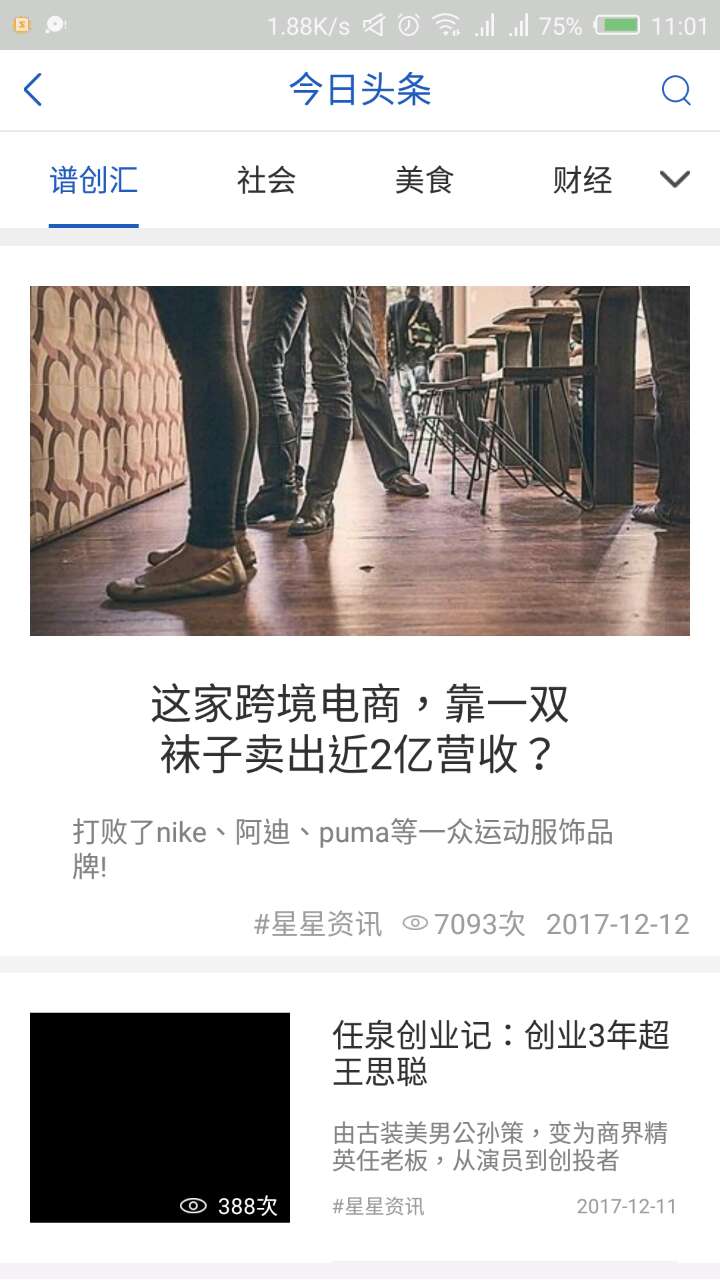 1.88K/s 75% 11:01
今日头条
谱创汇 社会 美食 财经
这家跨境电商，靠一双
袜子卖出近2亿营收？
打败了nike、阿迪、puma等一众运动服饰品
牌!
#星星资讯 7093次 2017-12-12
任泉创业记：创业3年超
王思聪
由古装美男公孙策，变为商界精
英任老板，从演员到创投者
388次
#星星资讯 2017-12-11